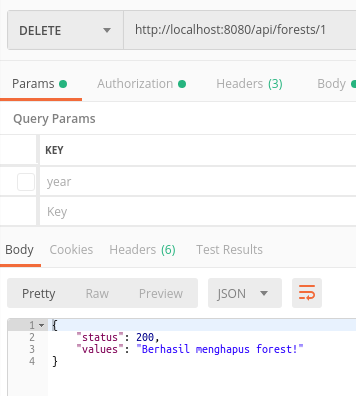 DELETE http://localhost:8080/api/forests/1
Params Authorization Headers (3) Body
Query Params
KEY
year
Key
Body Cookies Headers (6) Test Results
Pretty Raw Preview JSON
1 {
2 "status": 200,
3 "values": "Berhasil menghapus forest!"
4 }